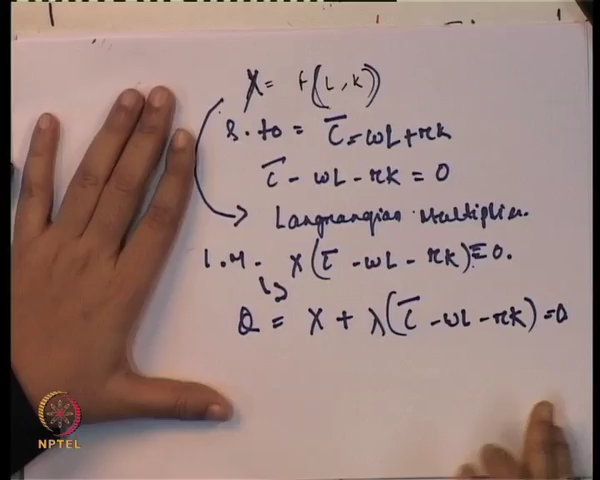 X = f(L, K)
S. to = C̅ = wL + rK
C̅ - wL - rK = 0
Langrangian Multiplier.
L.M. - λ(C̅ - wL - rK) = 0.
Q = X + λ(C̅ - wL - rK) = 0
NPTEL